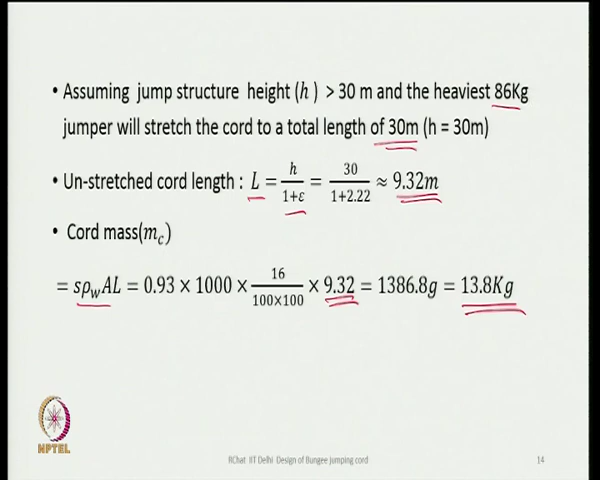 • Assuming jump structure height (h) > 30 m and the heaviest 86Kg
jumper will stretch the cord to a total length of 30m (h = 30m)
• Un-stretched cord length : L = h/(1+ε) = 30/(1+2.22) ≈ 9.32m
• Cord mass(m_c)
= sρ_wAL = 0.93 × 1000 × 16/(100×100) × 9.32 = 1386.8g = 13.8Kg
NPTEL
RChat IIT Delhi Design of Bungee jumping cord
14